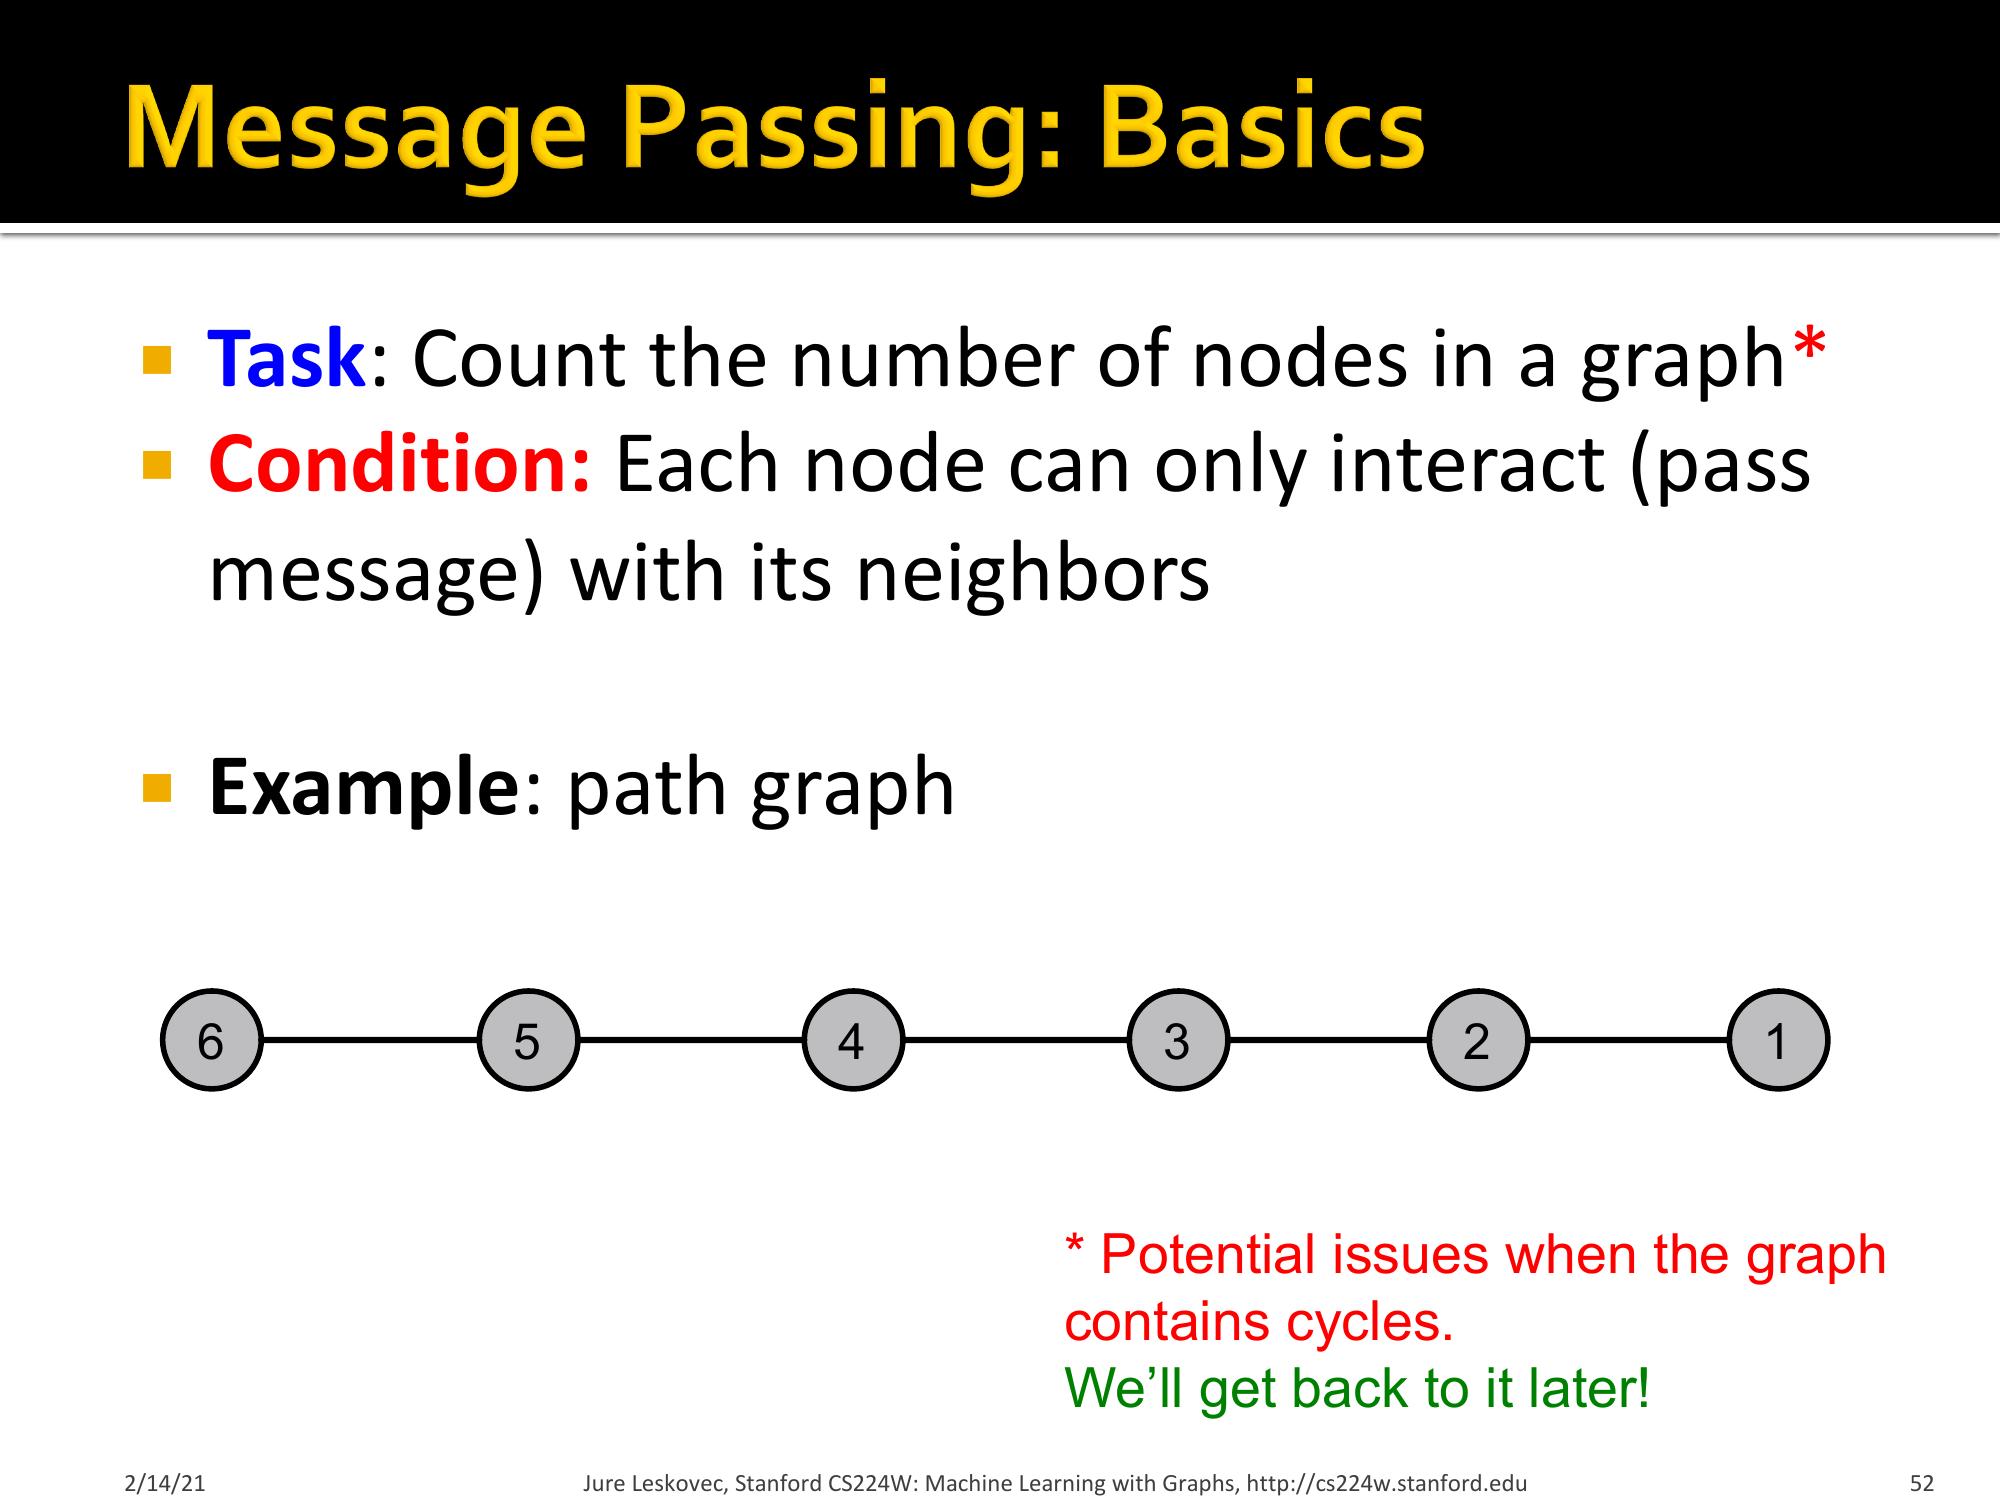 Message Passing: Basics
Task: Count the number of nodes in a graph*
Condition: Each node can only interact (pass
message) with its neighbors
Example: path graph
6 5 4 3 2 1
* Potential issues when the graph
contains cycles.
We’ll get back to it later!
2/14/21 Jure Leskovec, Stanford CS224W: Machine Learning with Graphs, http://cs224w.stanford.edu 52